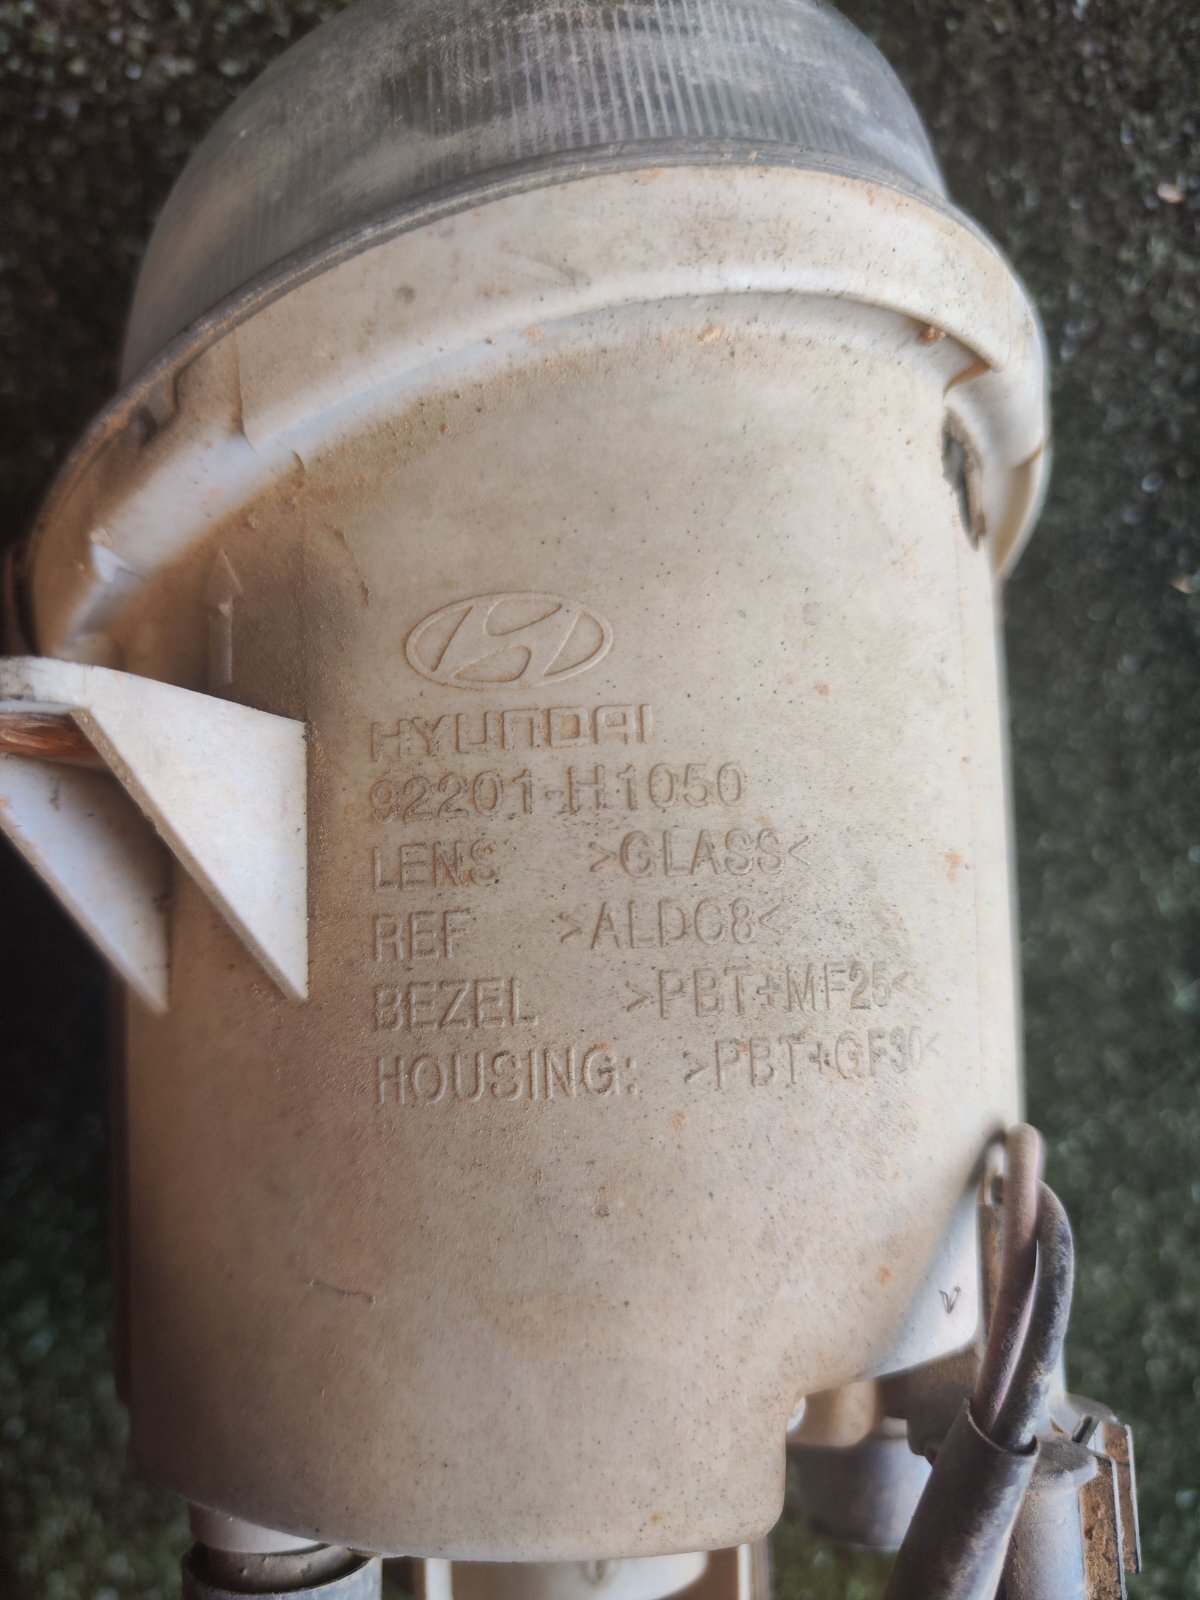 HYUNDAI
92201-H1050
LENS >GLASS<
REF >ALDC8<
BEZEL >PBT+MF25<
HOUSING: >PBT+GF30<